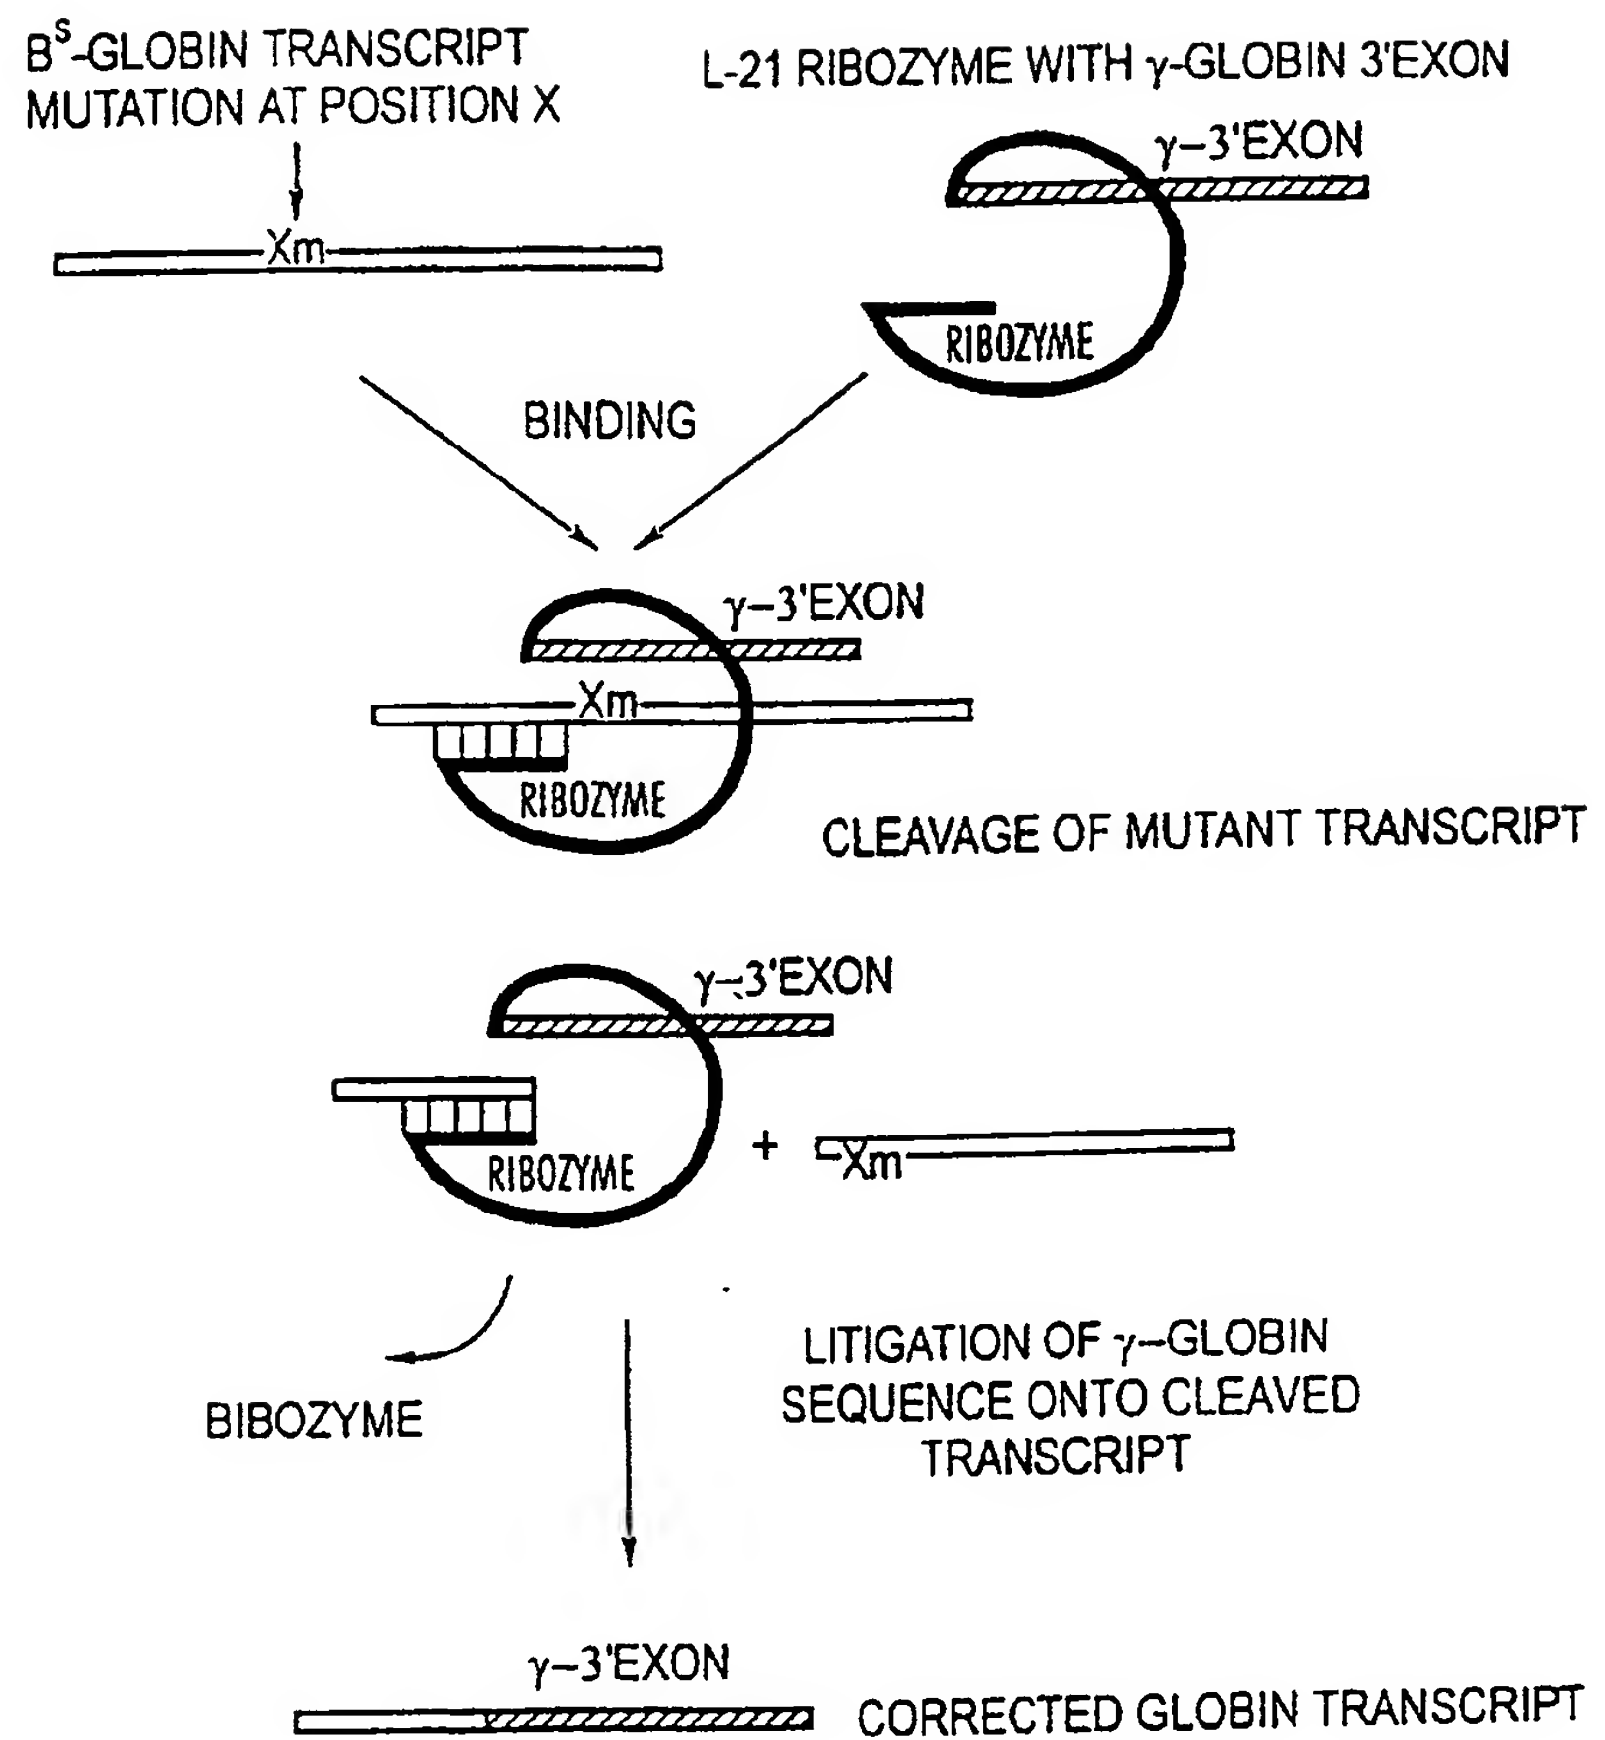 Bˢ-GLOBIN TRANSCRIPT
MUTATION AT POSITION X
L-21 RIBOZYME WITH γ-GLOBIN 3'EXON
γ-3'EXON
Xm
RIBOZYME
BINDING
γ-3'EXON
Xm
RIBOZYME
CLEAVAGE OF MUTANT TRANSCRIPT
γ-3'EXON
RIBOZYME
+
Xm
LITIGATION OF γ-GLOBIN
SEQUENCE ONTO CLEAVED
TRANSCRIPT
BIBOZYME
γ-3'EXON
CORRECTED GLOBIN TRANSCRIPT